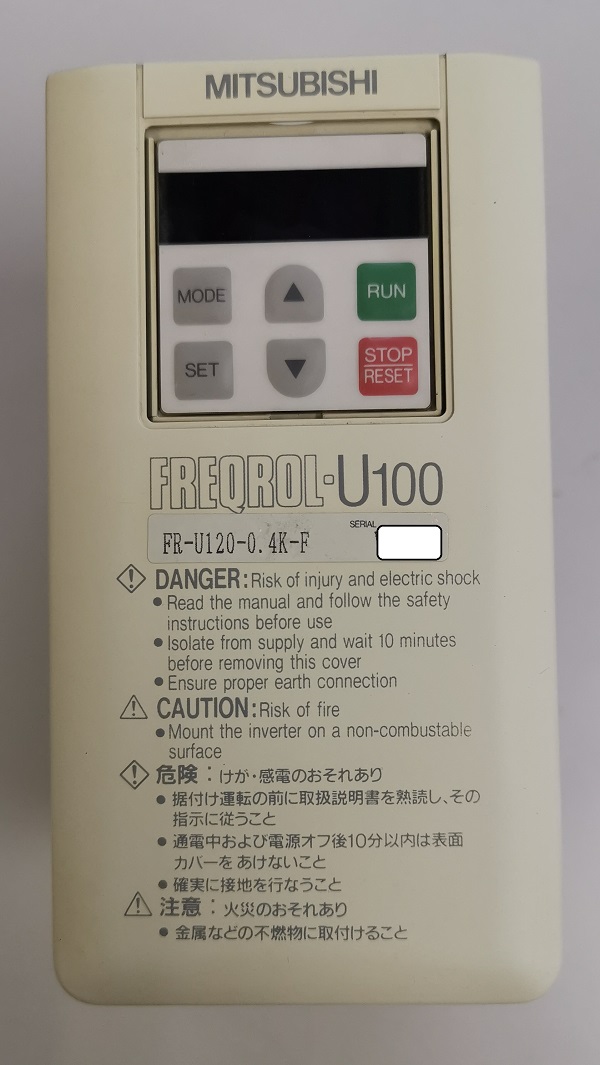 MITSUBISHI
MODE
▲
RUN
SET
▼
STOP
RESET
FREQROL-U100
FR-U120-0.4K-F
SERIAL
DANGER:Risk of injury and electric shock
● Read the manual and follow the safety
instructions before use
● Isolate from supply and wait 10 minutes
before removing this cover
● Ensure proper earth connection
CAUTION:Risk of fire
● Mount the inverter on a non-combustable
surface
危険：けが・感電のおそれあり
● 据付け運転の前に取扱説明書を熟読し、その
指示に従うこと
● 通電中および電源オフ後10分以内は表面
カバーをあけないこと
● 確実に接地を行なうこと
注意：火災のおそれあり
● 金属などの不燃物に取付けること